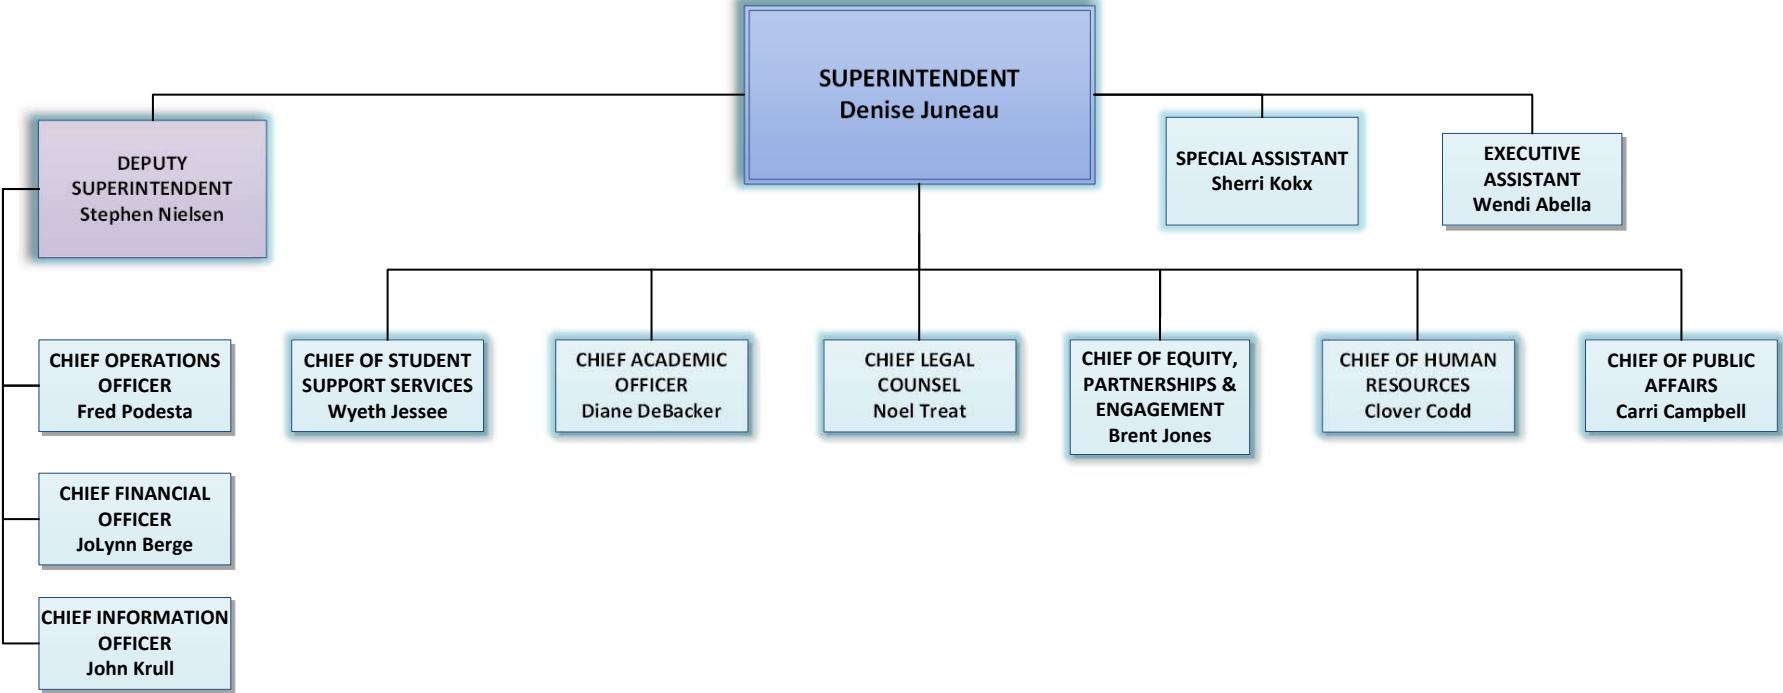 SUPERINTENDENT
Denise Juneau
DEPUTY
SUPERINTENDENT
Stephen Nielsen
SPECIAL ASSISTANT
Sherri Kokx
EXECUTIVE
ASSISTANT
Wendi Abella
CHIEF OPERATIONS
OFFICER
Fred Podesta
CHIEF OF STUDENT
SUPPORT SERVICES
Wyeth Jessee
CHIEF ACADEMIC
OFFICER
Diane DeBacker
CHIEF LEGAL
COUNSEL
Noel Treat
CHIEF OF EQUITY,
PARTNERSHIPS &
ENGAGEMENT
Brent Jones
CHIEF OF HUMAN
RESOURCES
Clover Codd
CHIEF OF PUBLIC
AFFAIRS
Carri Campbell
CHIEF FINANCIAL
OFFICER
JoLynn Berge
CHIEF INFORMATION
OFFICER
John Krull